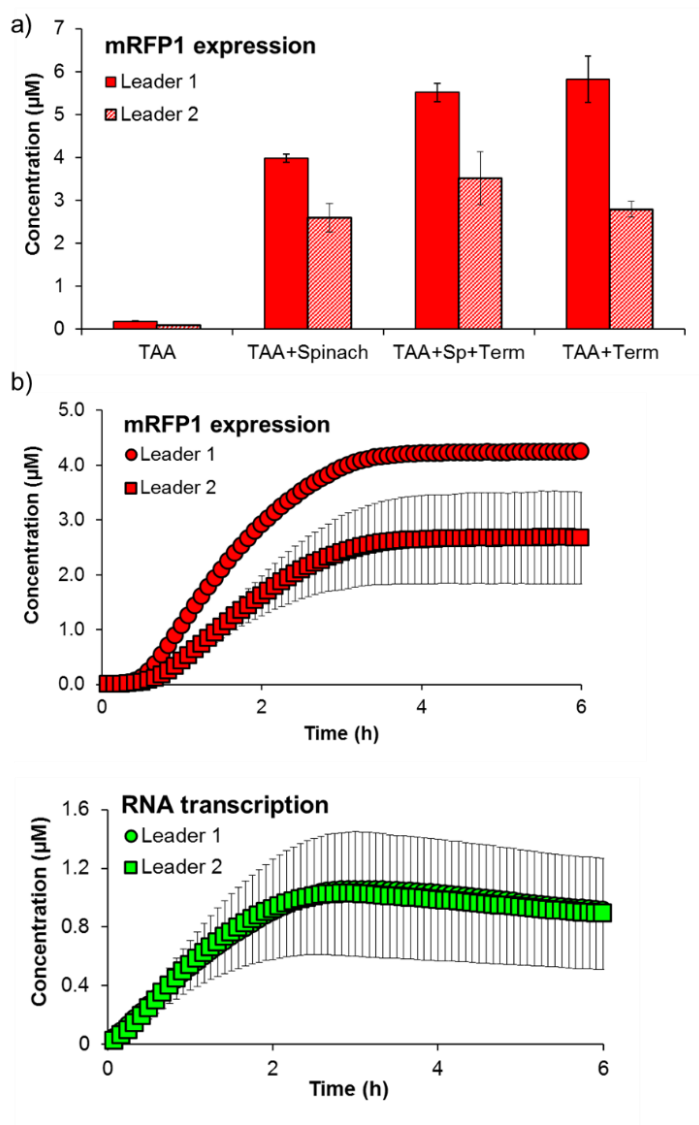 a)
mRFP1 expression
Leader 1
Leader 2
Concentration (µM)
7
6
5
4
3
2
1
0
TAA TAA+Spinach TAA+Sp+Term TAA+Term
b)
mRFP1 expression
Leader 1
Leader 2
Concentration (µM)
5.0
4.0
3.0
2.0
1.0
0.0
0 2 4 6
Time (h)
RNA transcription
Leader 1
Leader 2
Concentration (µM)
1.6
1.2
0.8
0.4
0
0 2 4 6
Time (h)